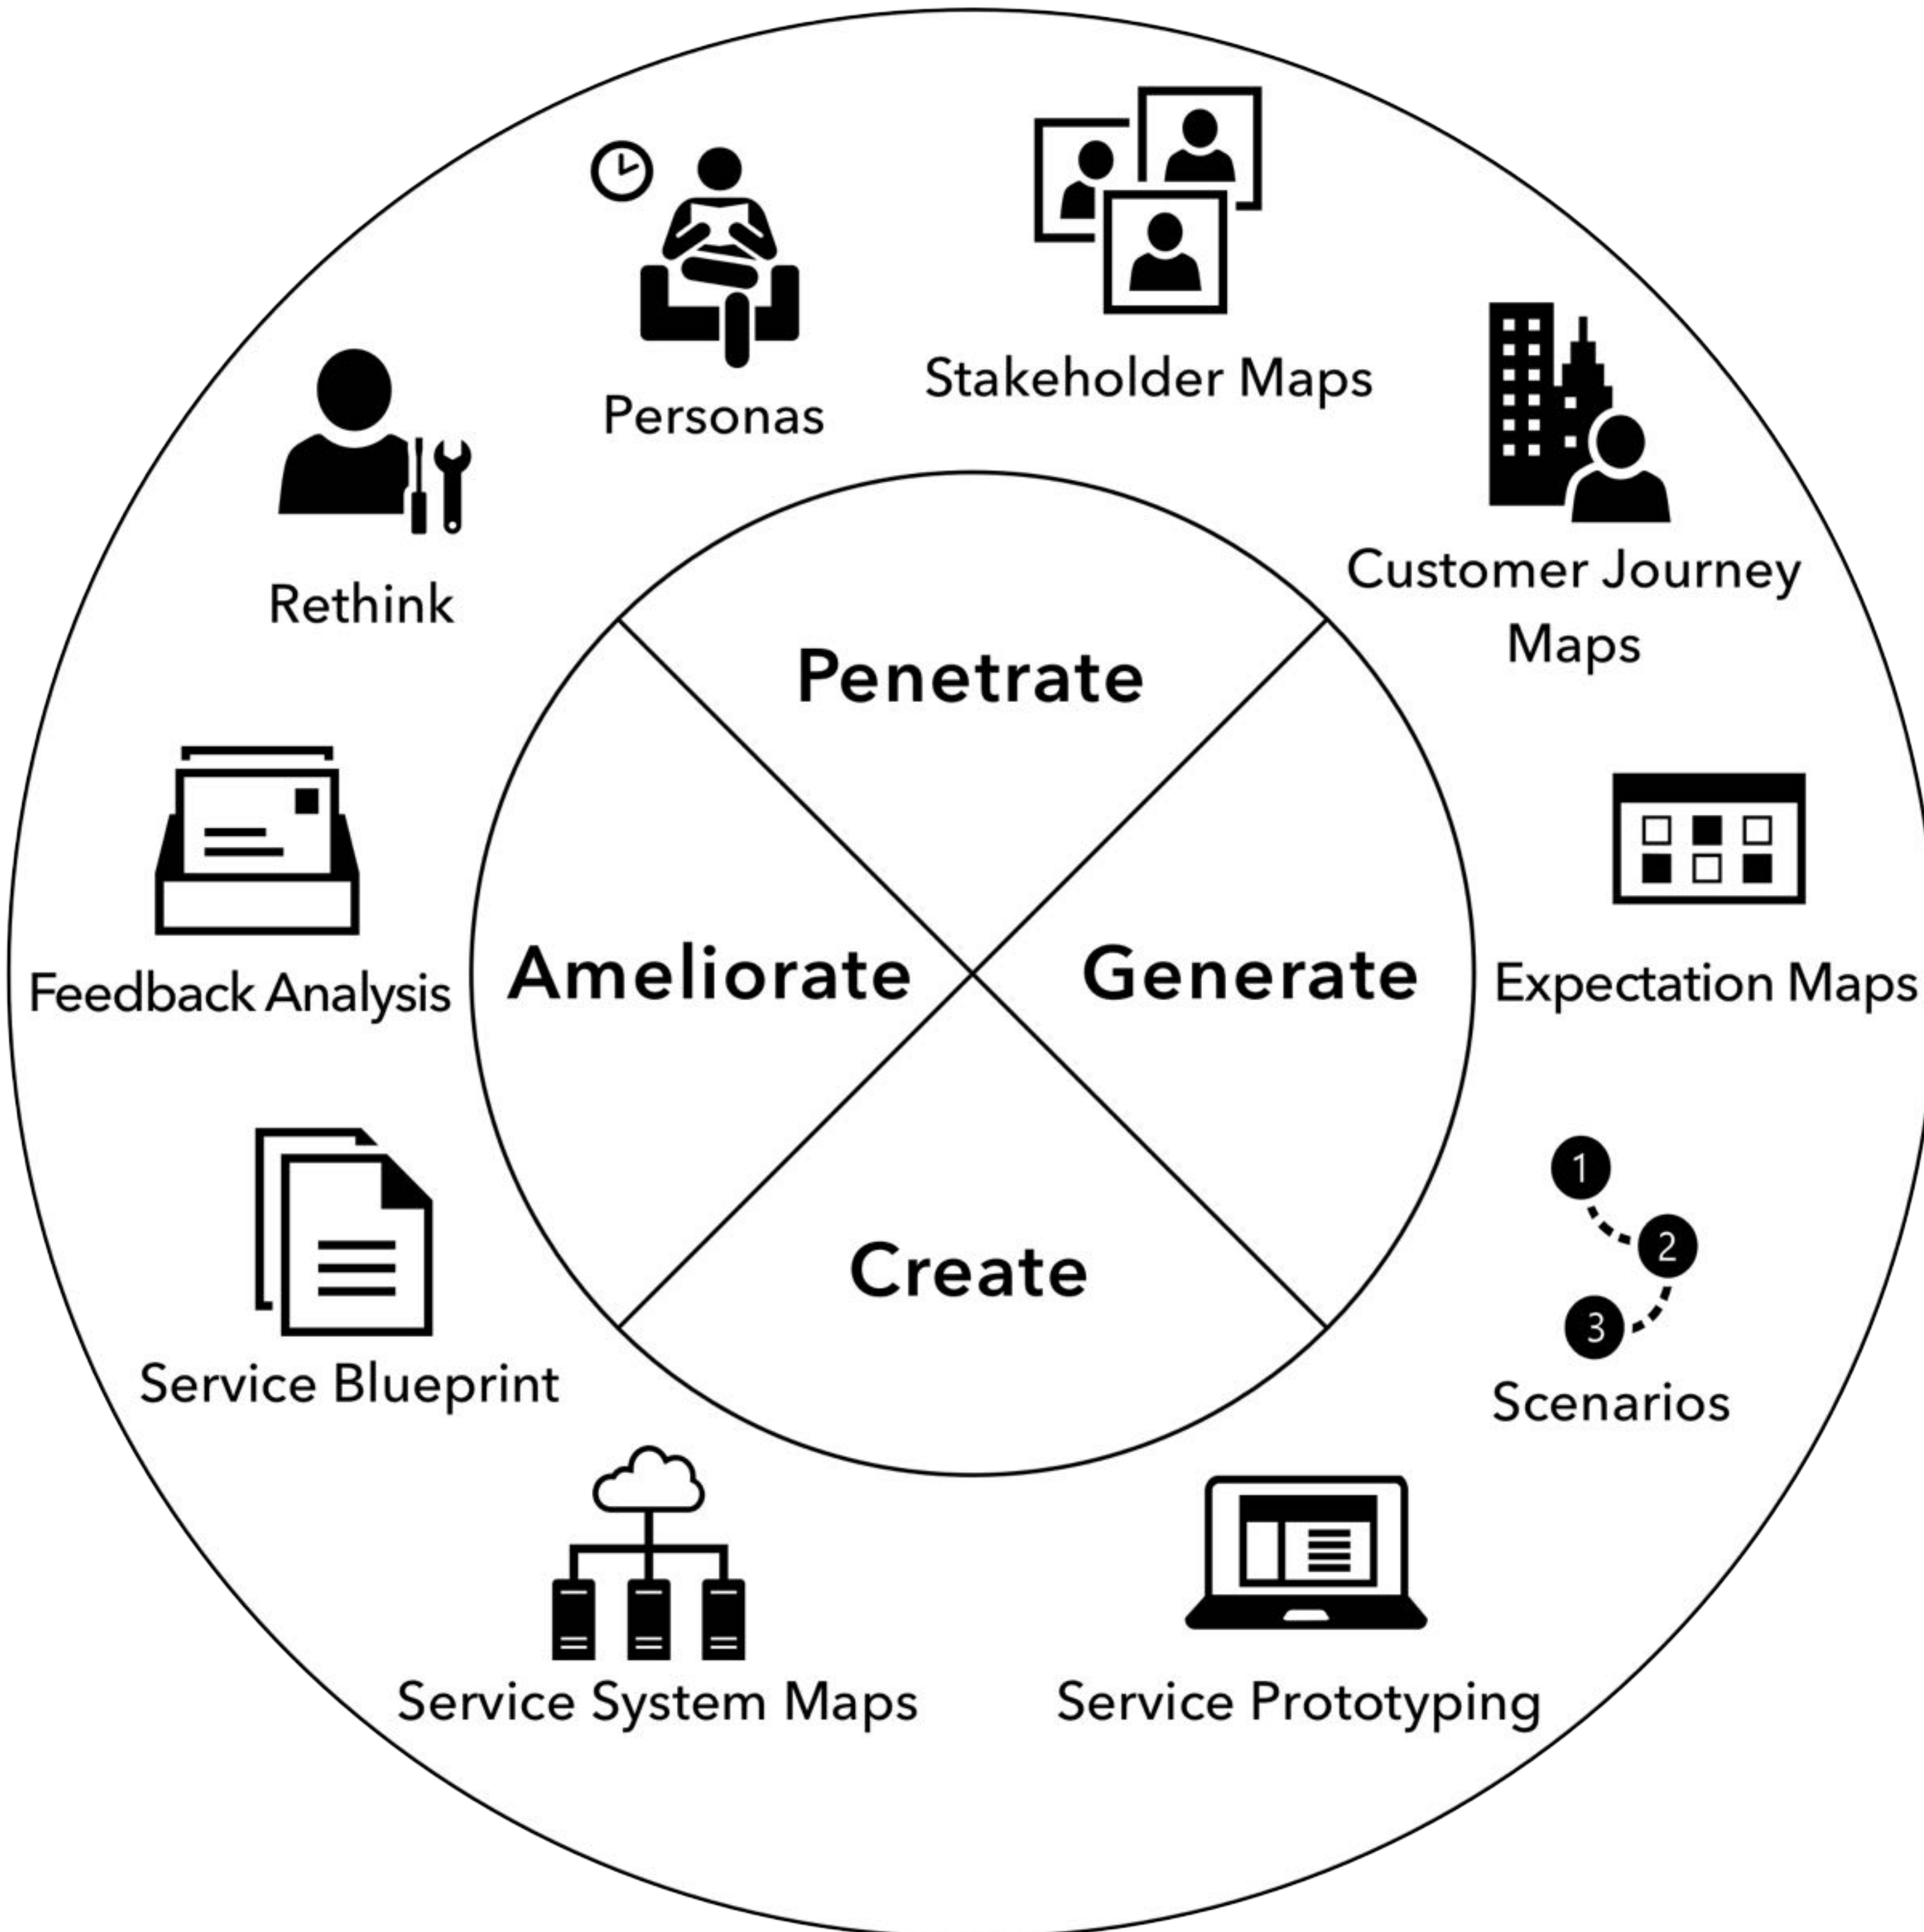 Personas
Stakeholder Maps
Rethink
Customer Journey
Maps
Penetrate
Feedback Analysis
Ameliorate
Generate
Expectation Maps
1
2
3
Service Blueprint
Create
Scenarios
Service System Maps
Service Prototyping